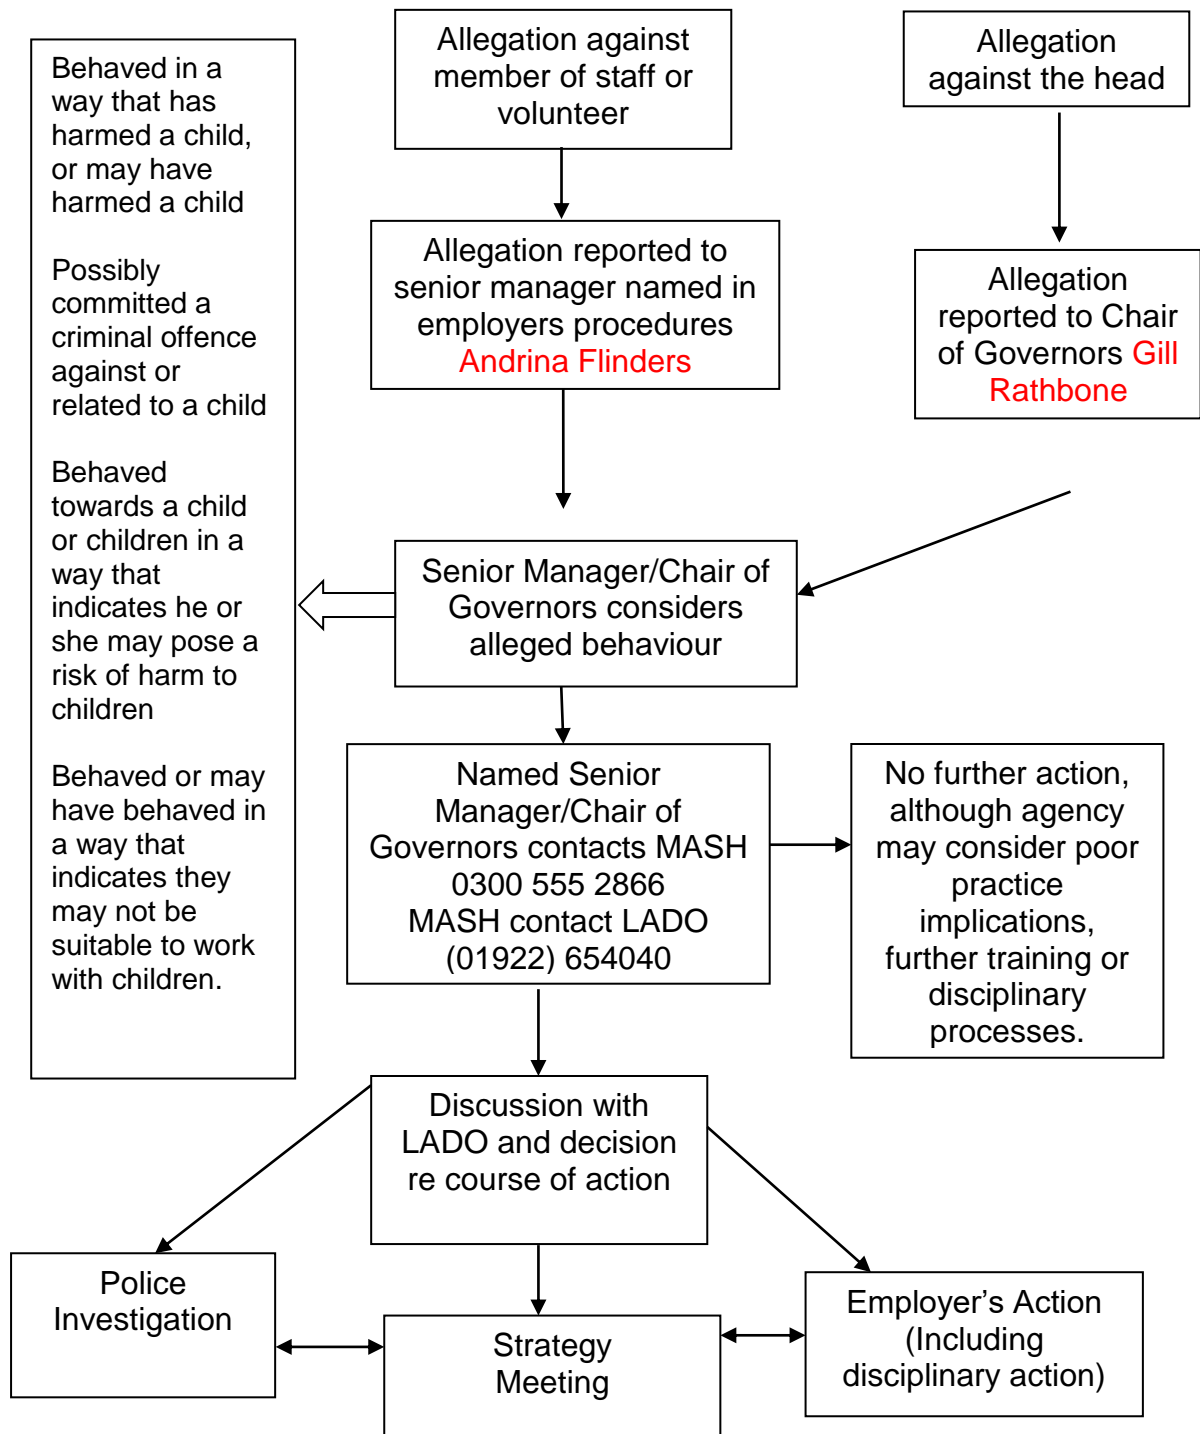 Behaved in a
way that has
harmed a child,
or may have
harmed a child
Possibly
committed a
criminal offence
against or
related to a child
Behaved
towards a child
or children in a
way that
indicates he or
she may pose a
risk of harm to
children
Behaved or may
have behaved in
a way that
indicates they
may not be
suitable to work
with children.
Allegation against
member of staff or
volunteer
Allegation
against the head
Allegation reported to
senior manager named in
employers procedures
Andrina Flinders
Allegation
reported to Chair
of Governors Gill
Rathbone
Senior Manager/Chair of
Governors considers
alleged behaviour
Named Senior
Manager/Chair of
Governors contacts MASH
0300 555 2866
MASH contact LADO
(01922) 654040
No further action,
although agency
may consider poor
practice
implications,
further training or
disciplinary
processes.
Discussion with
LADO and decision
re course of action
Police
Investigation
Strategy
Meeting
Employer’s Action
(Including
disciplinary action)